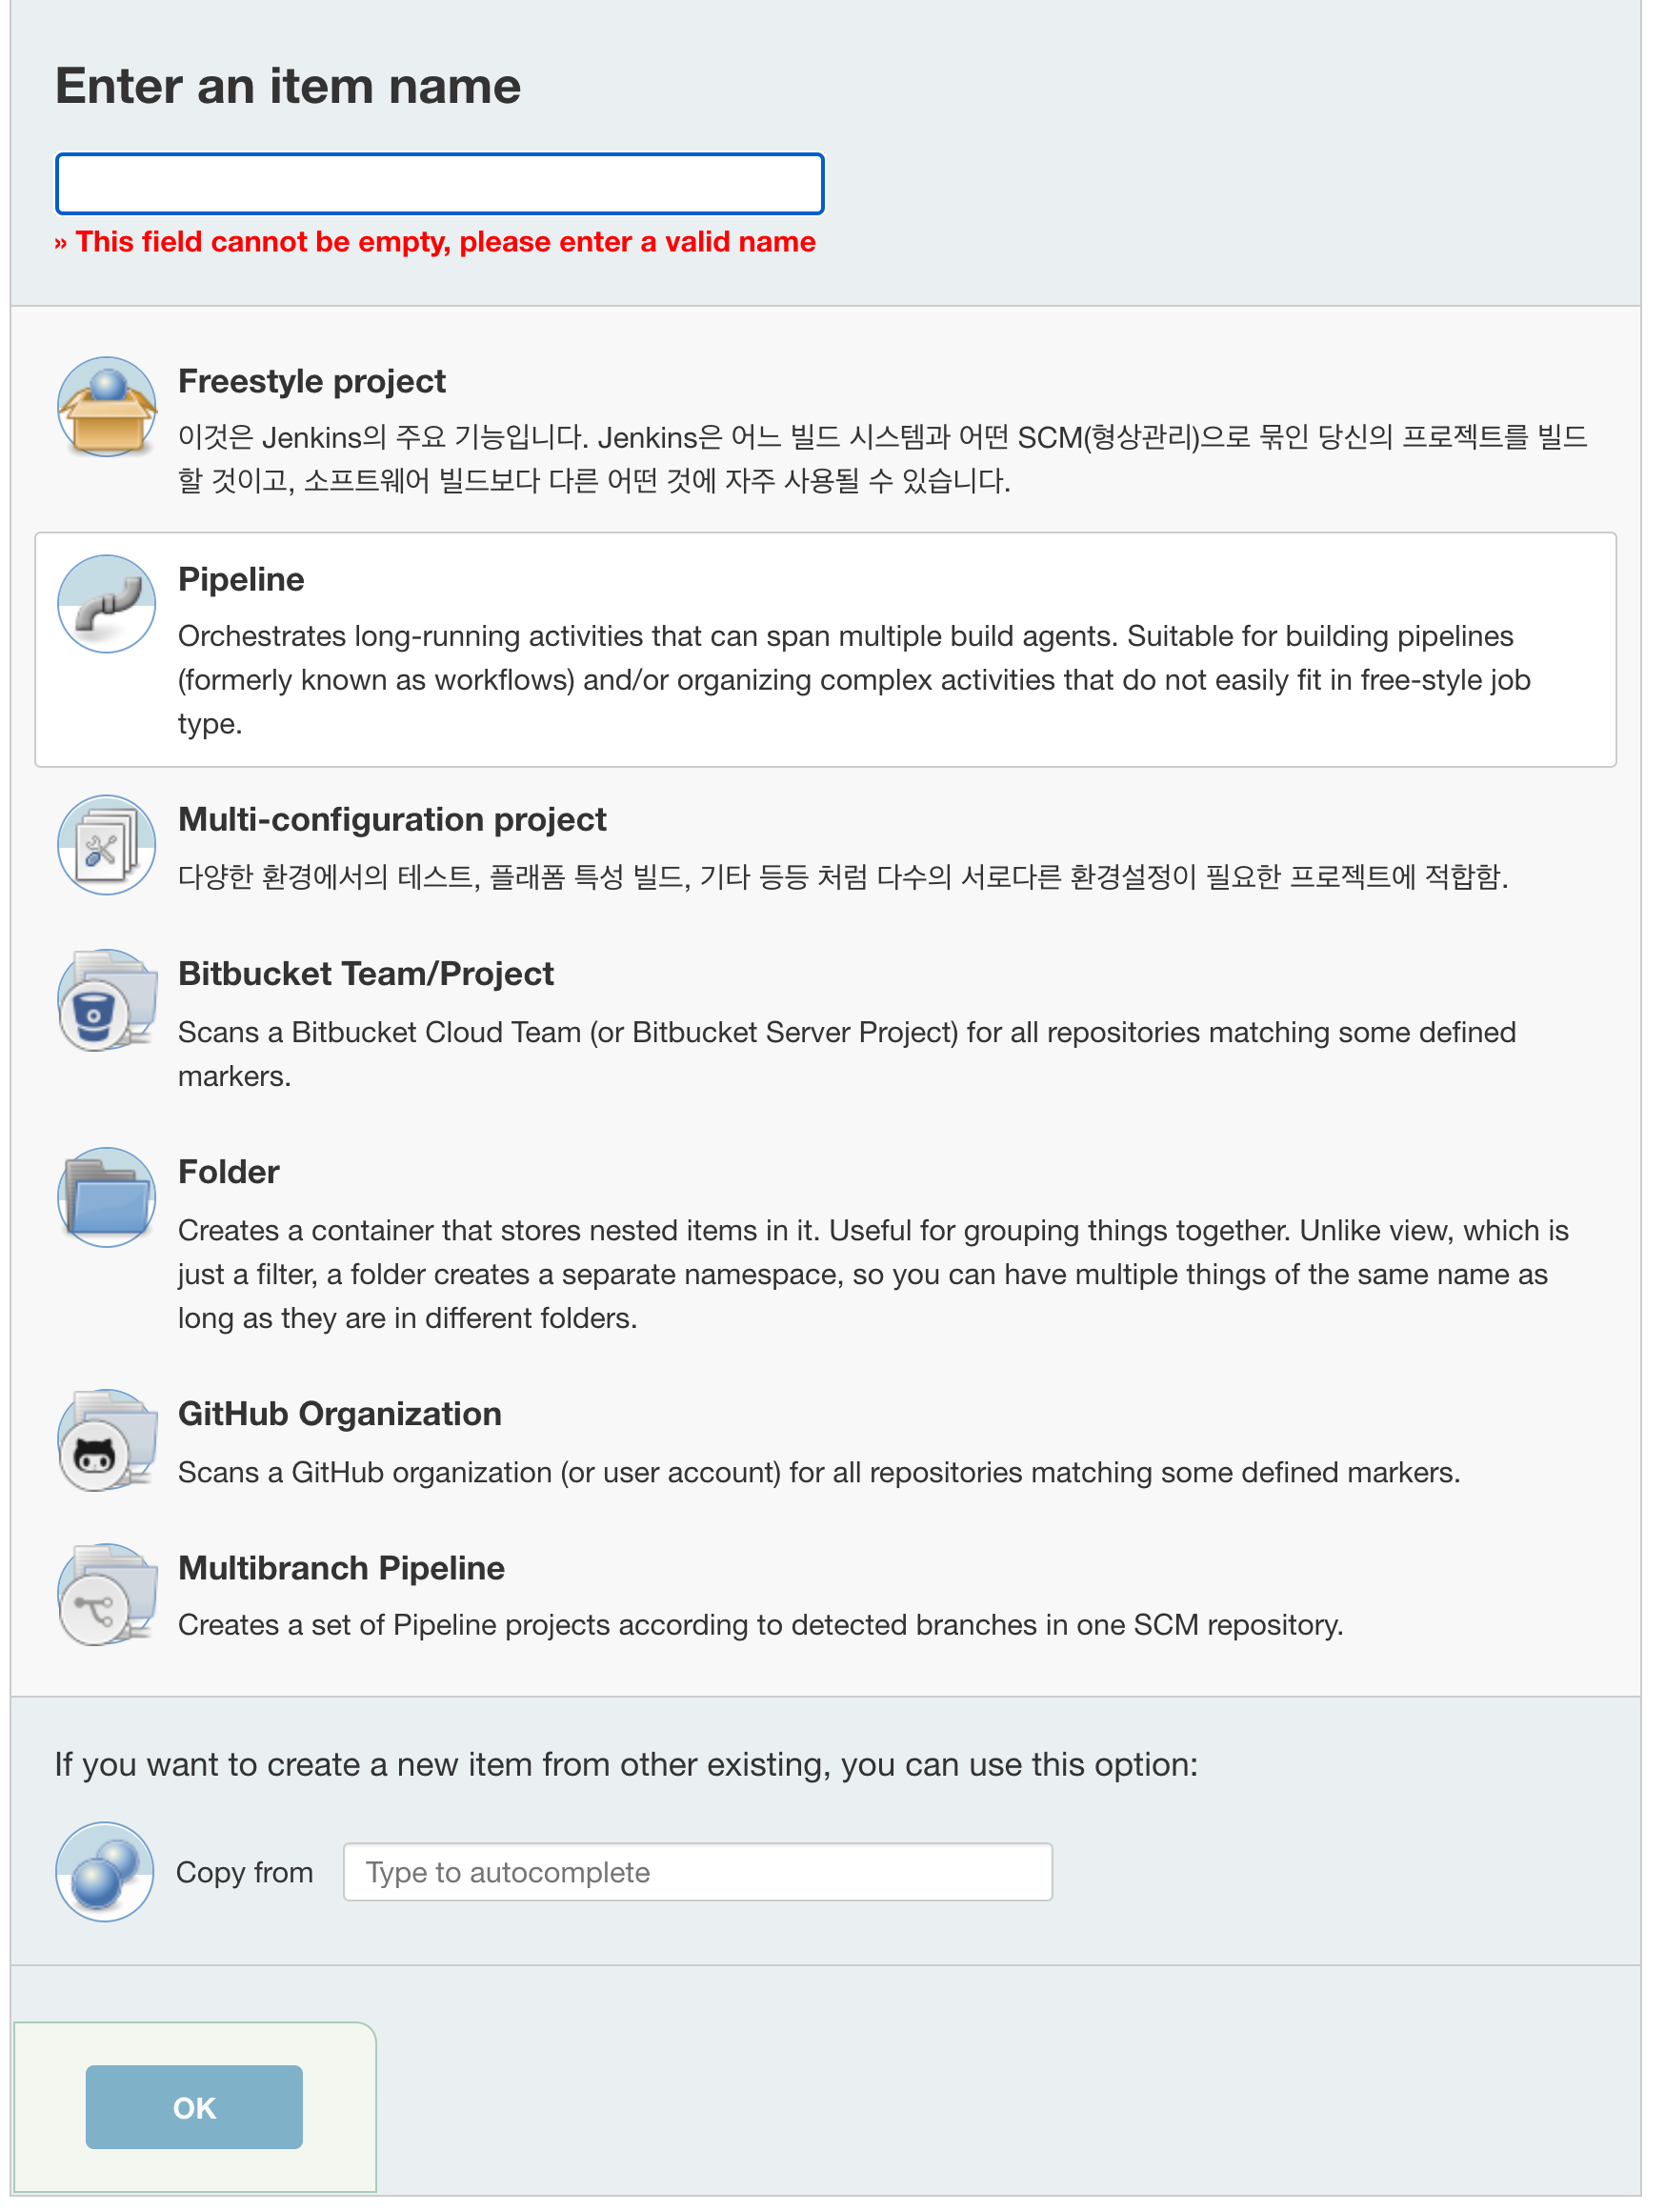 Enter an item name
» This field cannot be empty, please enter a valid name
Freestyle project
이것은 Jenkins의 주요 기능입니다. Jenkins은 어느 빌드 시스템과 어떤 SCM(형상관리)으로 묶인 당신의 프로젝트를 빌드
할 것이고, 소프트웨어 빌드보다 다른 어떤 것에 자주 사용될 수 있습니다.
Pipeline
Orchestrates long-running activities that can span multiple build agents. Suitable for building pipelines
(formerly known as workflows) and/or organizing complex activities that do not easily fit in free-style job
type.
Multi-configuration project
다양한 환경에서의 테스트, 플래폼 특성 빌드, 기타 등등 처럼 다수의 서로다른 환경설정이 필요한 프로젝트에 적합함.
Bitbucket Team/Project
Scans a Bitbucket Cloud Team (or Bitbucket Server Project) for all repositories matching some defined
markers.
Folder
Creates a container that stores nested items in it. Useful for grouping things together. Unlike view, which is
just a filter, a folder creates a separate namespace, so you can have multiple things of the same name as
long as they are in different folders.
GitHub Organization
Scans a GitHub organization (or user account) for all repositories matching some defined markers.
Multibranch Pipeline
Creates a set of Pipeline projects according to detected branches in one SCM repository.
If you want to create a new item from other existing, you can use this option:
Copy from
Type to autocomplete
OK